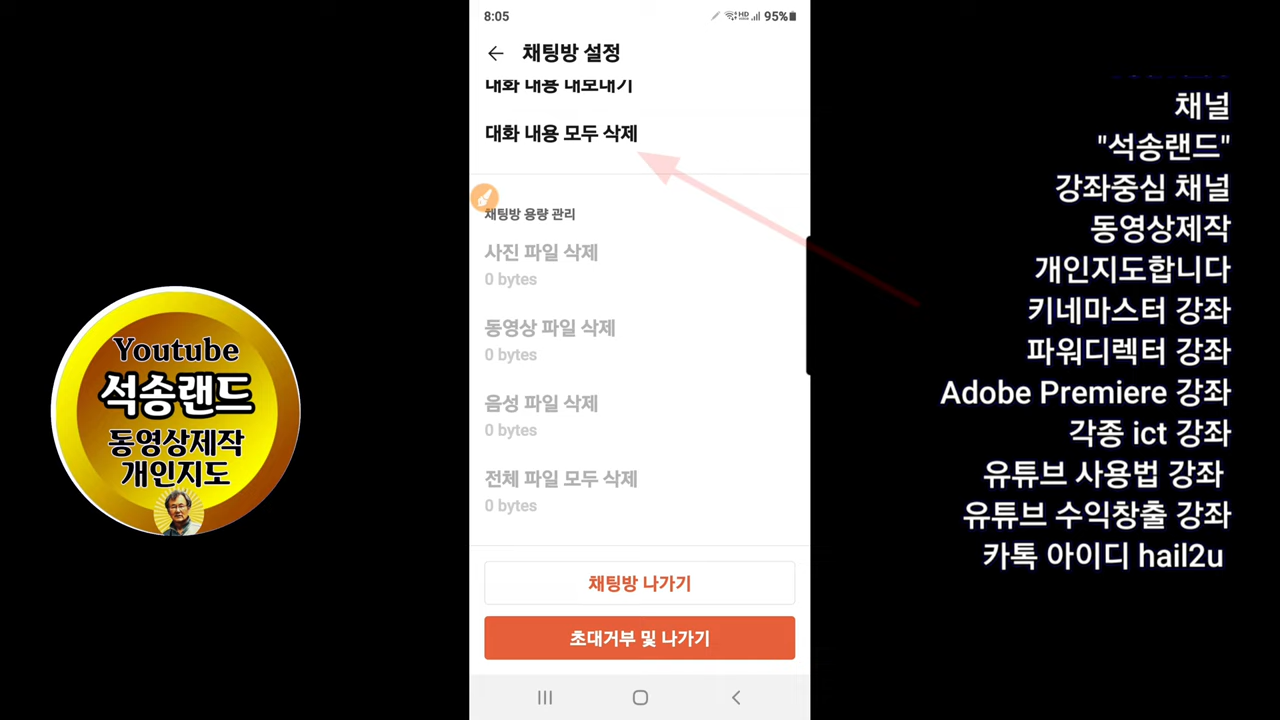 8:05
HD
95%
채팅방 설정
대화 내용 내보내기
대화 내용 모두 삭제
채팅방 용량 관리
사진 파일 삭제
0 bytes
동영상 파일 삭제
0 bytes
음성 파일 삭제
0 bytes
전체 파일 모두 삭제
0 bytes
채팅방 나가기
초대거부 및 나가기
Youtube
석송랜드
동영상제작
개인지도
채널
"석송랜드"
강좌중심 채널
동영상제작
개인지도합니다
키네마스터 강좌
파워디렉터 강좌
Adobe Premiere 강좌
각종 ict 강좌
유튜브 사용법 강좌
유튜브 수익창출 강좌
카톡 아이디 hail2u